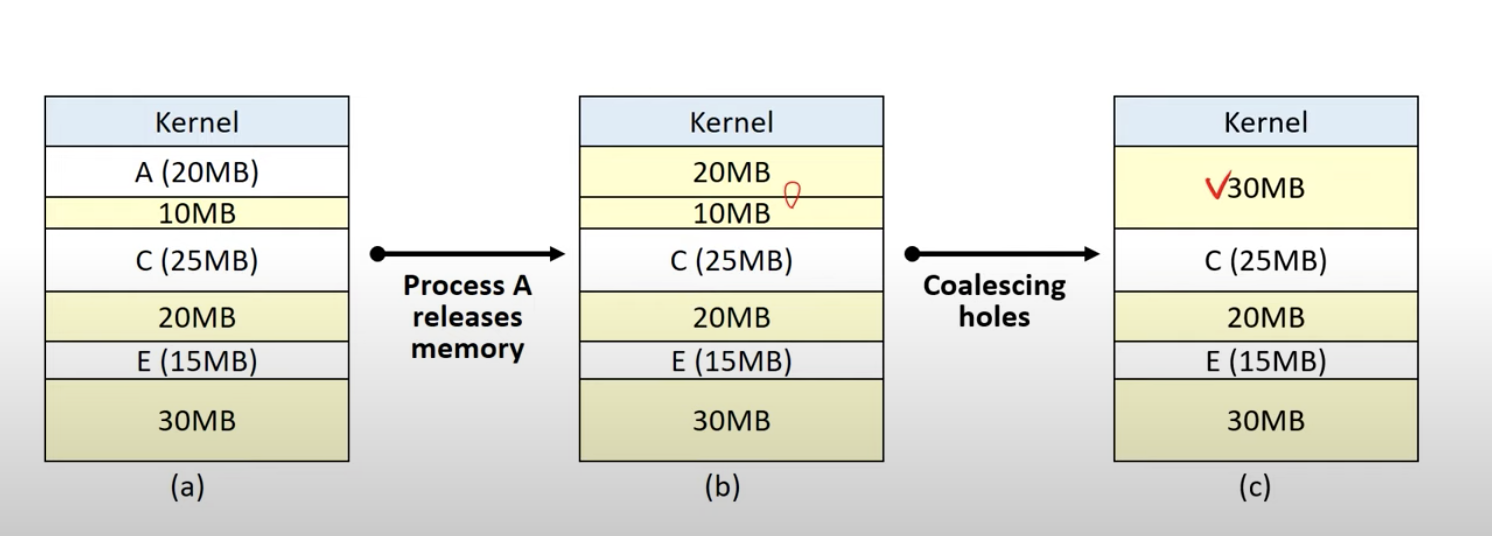 Kernel
A (20MB)
10MB
C (25MB)
20MB
E (15MB)
30MB
(a)
Process A
releases
memory
Kernel
20MB
10MB
C (25MB)
20MB
E (15MB)
30MB
(b)
Coalescing
holes
Kernel
30MB
C (25MB)
20MB
E (15MB)
30MB
(c)